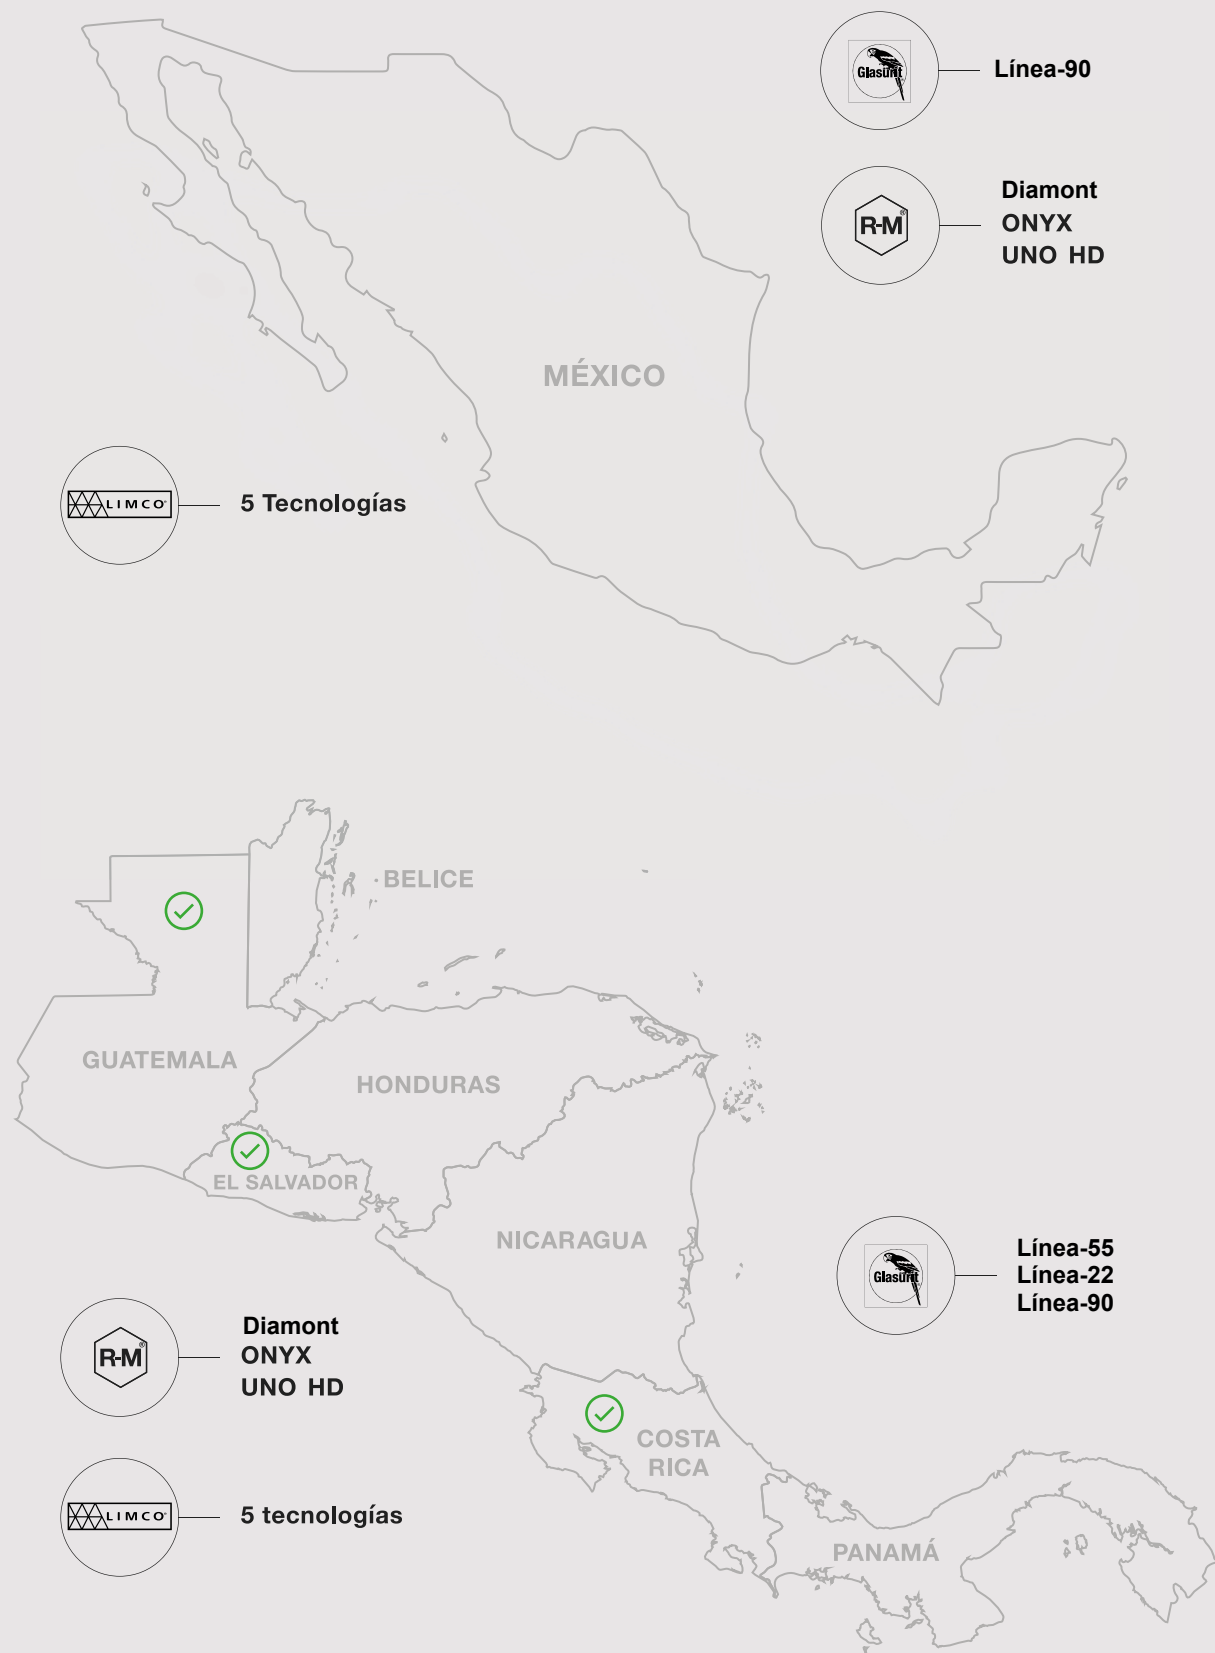 Glasurit
Línea-90
R-M®
Diamont
ONYX
UNO HD
MÉXICO
LIMCO®
5 Tecnologías
BELICE
GUATEMALA
HONDURAS
EL SALVADOR
NICARAGUA
Glasurit
Línea-55
Línea-22
Línea-90
R-M®
Diamont
ONYX
UNO HD
COSTA
RICA
LIMCO®
5 tecnologías
PANAMÁ